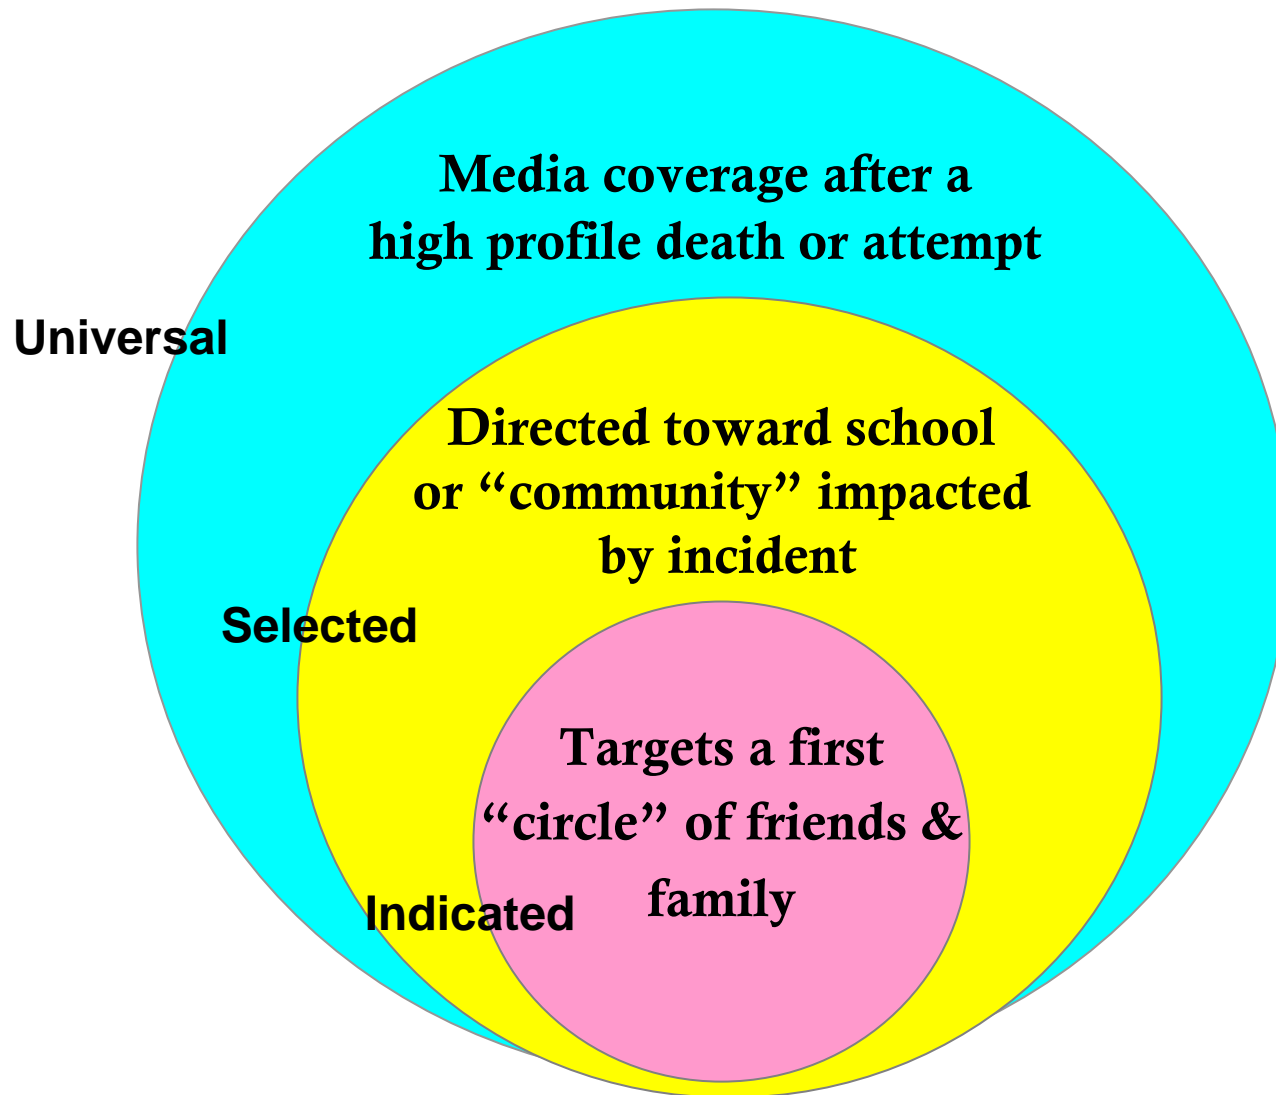 Media coverage after a
high profile death or attempt
Universal
Directed toward school
or “community” impacted
by incident
Selected
Targets a first
“circle” of friends &
family
Indicated